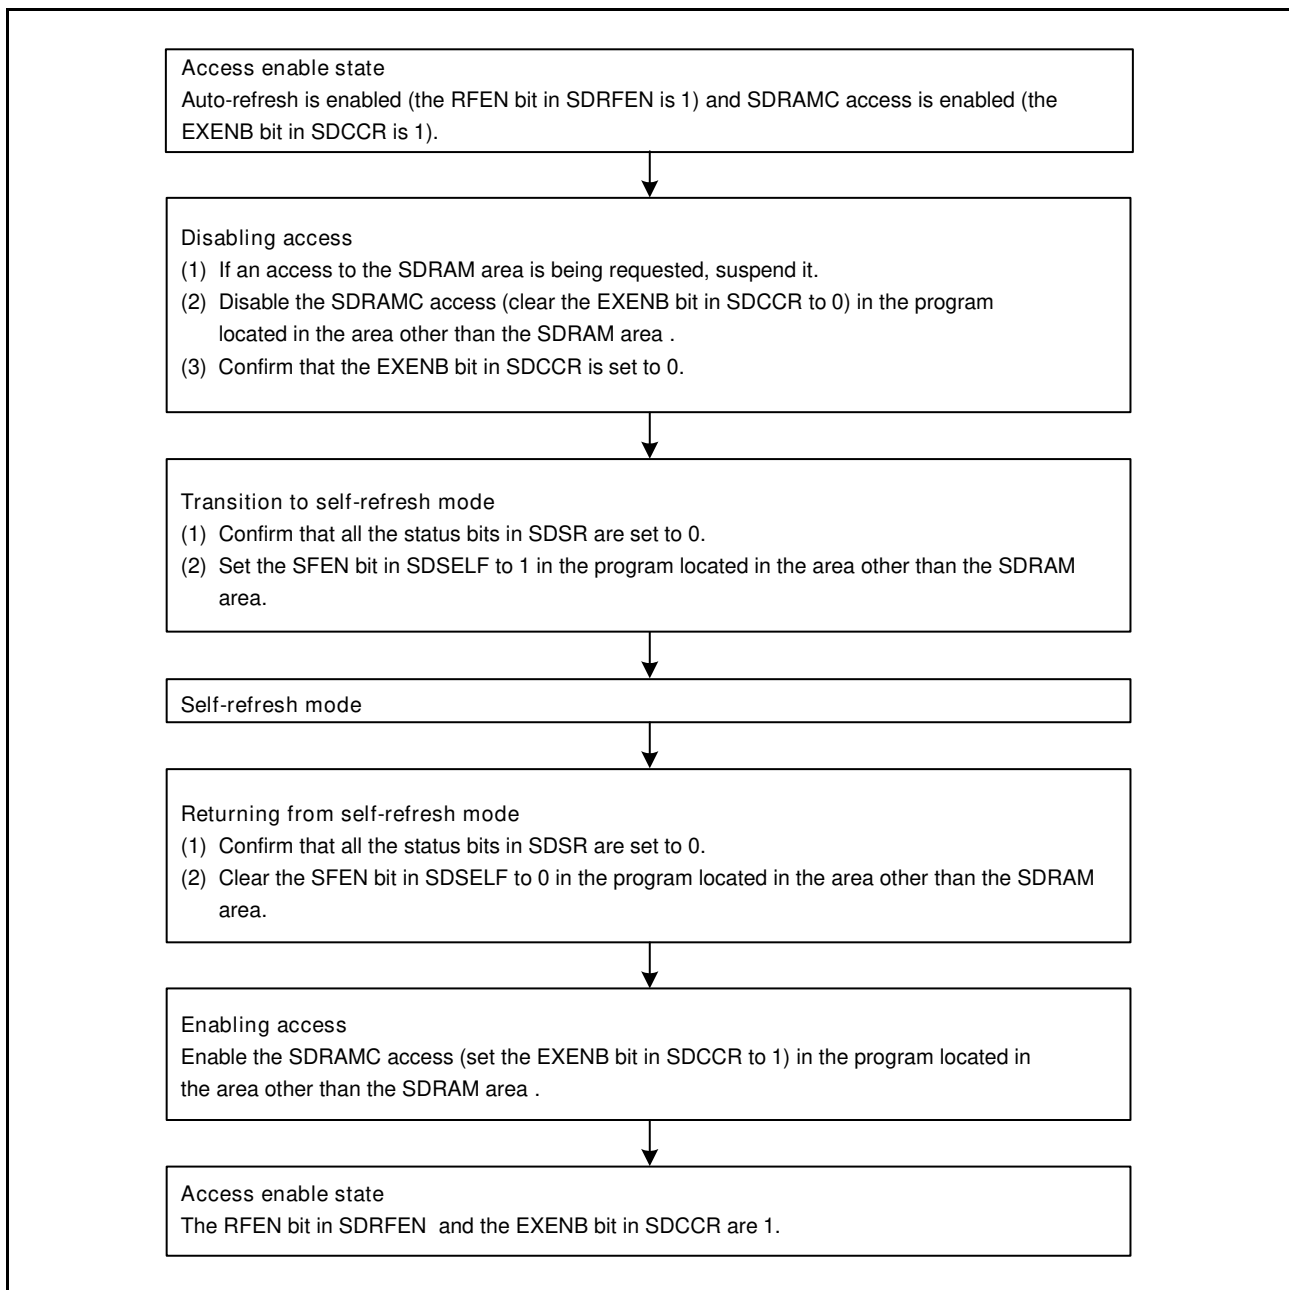 Access enable state
Auto-refresh is enabled (the RFEN bit in SDRFEN is 1) and SDRAMC access is enabled (the
EXENB bit in SDCCR is 1).
Disabling access
(1) If an access to the SDRAM area is being requested, suspend it.
(2) Disable the SDRAMC access (clear the EXENB bit in SDCCR to 0) in the program
located in the area other than the SDRAM area .
(3) Confirm that the EXENB bit in SDCCR is set to 0.
Transition to self-refresh mode
(1) Confirm that all the status bits in SDSR are set to 0.
(2) Set the SFEN bit in SDSELF to 1 in the program located in the area other than the SDRAM
area.
Self-refresh mode
Returning from self-refresh mode
(1) Confirm that all the status bits in SDSR are set to 0.
(2) Clear the SFEN bit in SDSELF to 0 in the program located in the area other than the SDRAM
area.
Enabling access
Enable the SDRAMC access (set the EXENB bit in SDCCR to 1) in the program located in
the area other than the SDRAM area .
Access enable state
The RFEN bit in SDRFEN and the EXENB bit in SDCCR are 1.